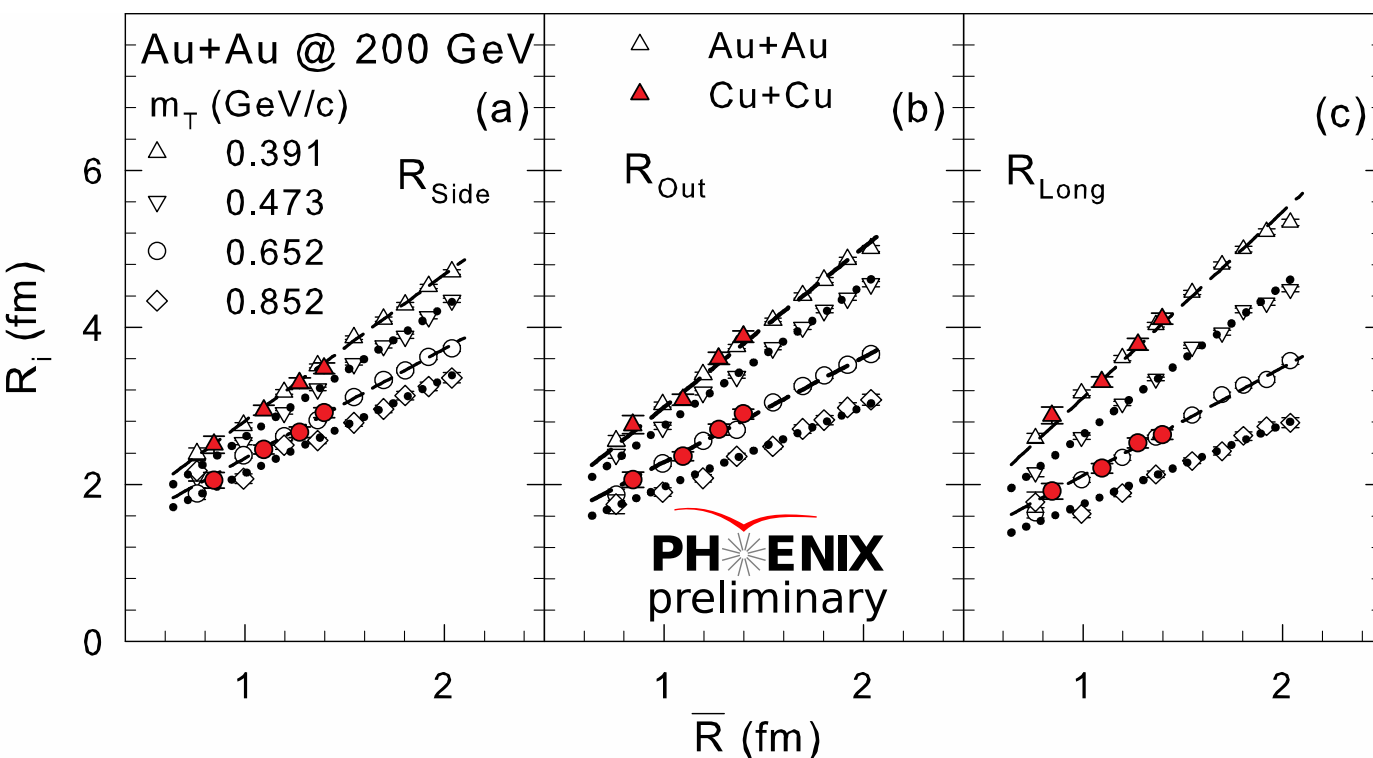 Au+Au @ 200 GeV
m_T (GeV/c)
0.391
0.473
0.652
0.852
(a)
R_Side
Au+Au
Cu+Cu
(b)
R_Out
(c)
R_Long
PHENIX
preliminary
R_i (fm)
6
4
2
0
1 2 1 2 1 2
R̅ (fm)